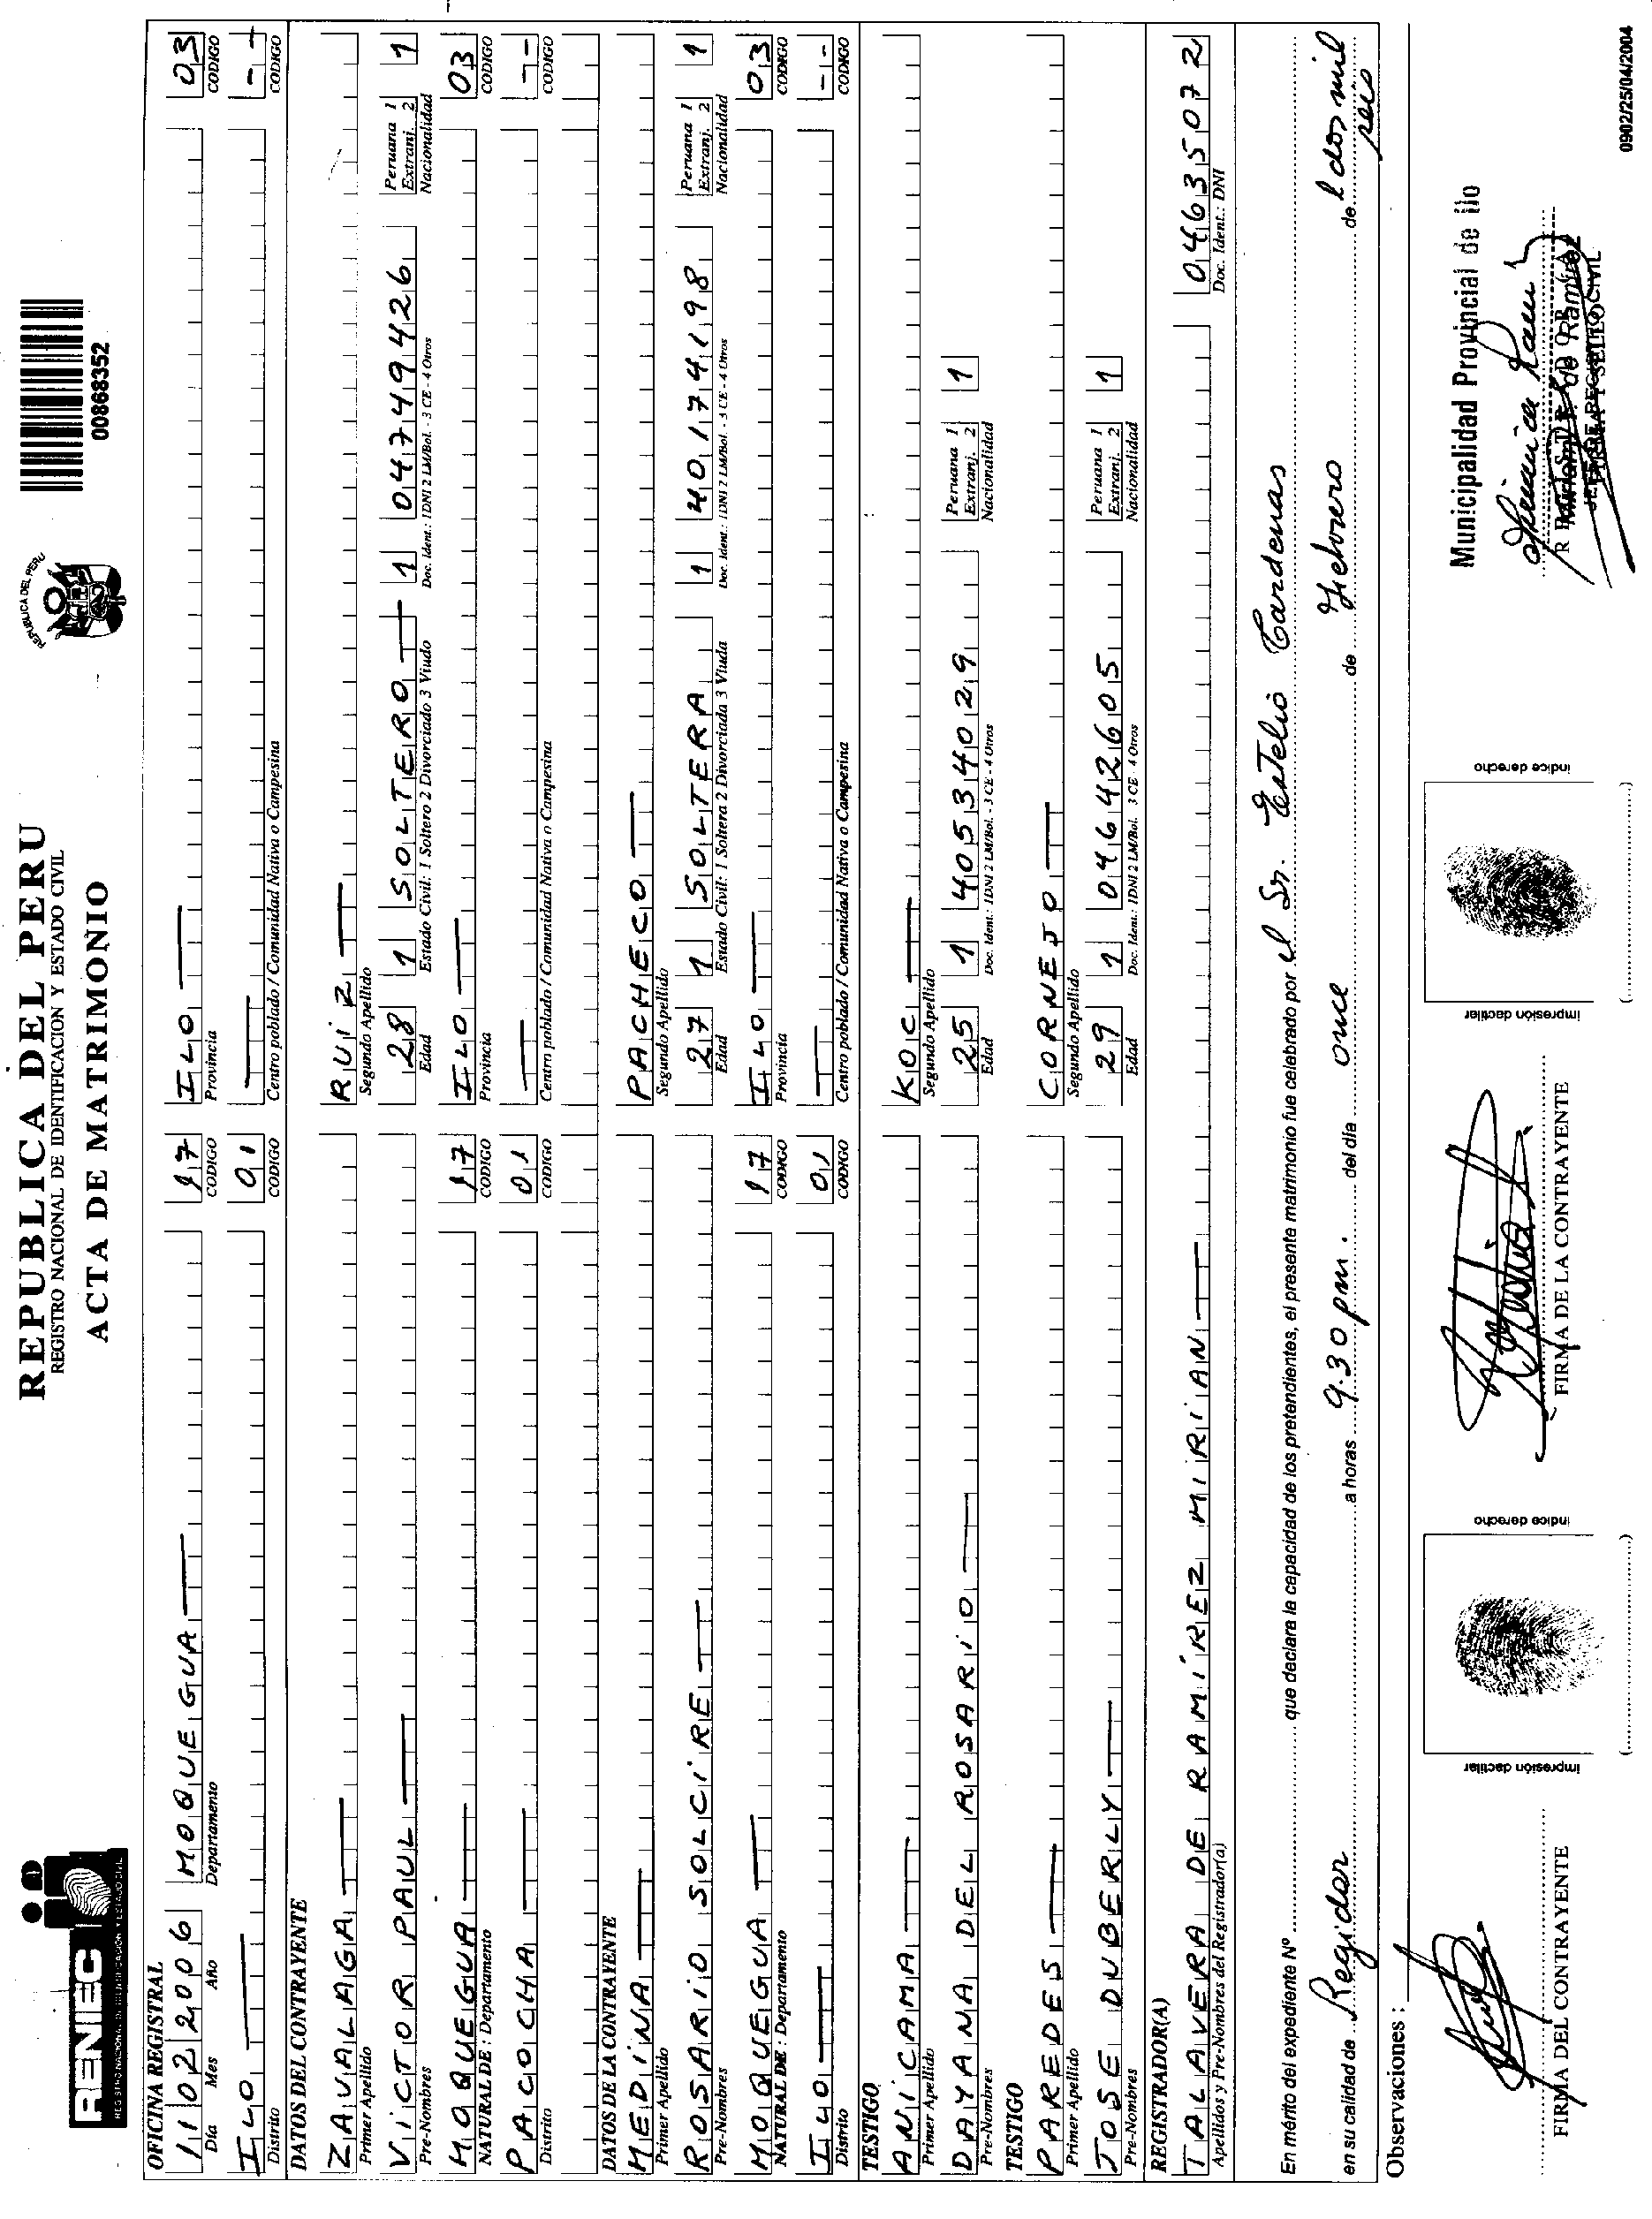 RENIEC
REGISTRO NACIONAL DE IDENTIFICACION Y ESTADO CIVIL
REPUBLICA DEL PERU
REGISTRO NACIONAL DE IDENTIFICACION Y ESTADO CIVIL
ACTA DE MATRIMONIO
REPUBLICA DEL PERU
00868352
OFICINA REGISTRAL
11022006 MOQUEGUA 17 ILO 03
Día Mes Año Departamento CODIGO Provincia CODIGO
ILO 01 --
Distrito CODIGO Centro poblado / Comunidad Nativa o Campesina CODIGO
DATOS DEL CONTRAYENTE
ZAVALAGA RUIZ
Primer Apellido Segundo Apellido
VICTOR PAUL 28 1 SOLTERO 1 04749426 Peruana 1 Extranj. 2 1
Pre-Nombres Edad Estado Civil: 1 Soltero 2 Divorciado 3 Viudo Doc. Ident.: 1DNI 2 LM/Bol. - 3 CE - 4 Otros Nacionalidad
MOQUEGUA 17 ILO 03
NATURAL DE : Departamento CODIGO Provincia CODIGO
PACOCHA 01 --
Distrito CODIGO Centro poblado / Comunidad Nativa o Campesina CODIGO
DATOS DE LA CONTRAYENTE
MEDINA PACHECO
Primer Apellido Segundo Apellido
ROSARIO SOLCIRE 27 1 SOLTERA 1 40174198 Peruana 1 Extranj. 2 1
Pre-Nombres Edad Estado Civil: 1 Soltera 2 Divorciada 3 Viuda Doc. Ident.: 1DNI 2 LM/Bol. - 3 CE - 4 Otros Nacionalidad
MOQUEGUA 17 ILO 03
NATURAL DE : Departamento CODIGO Provincia CODIGO
ILO 01 --
Distrito CODIGO Centro poblado / Comunidad Nativa o Campesina CODIGO
TESTIGO
ANICAMA KOC
Primer Apellido Segundo Apellido
DAYANA DEL ROSARIO 25 1 40534029 Peruana 1 Extranj. 2 1
Pre-Nombres Edad Doc. Ident.: 1DNI 2 LM/Bol. - 3 CE - 4 Otros Nacionalidad
TESTIGO
PAREDES CORNEJO
Primer Apellido Segundo Apellido
JOSE DUBERLY 29 1 04642605 Peruana 1 Extranj. 2 1
Pre-Nombres Edad Doc. Ident.: 1DNI 2 LM/Bol. 3 CE - 4 Otros Nacionalidad
REGISTRADOR(A)
TALAVERA DE RAMÍREZ MIRIAN 04635072
Apellidos y Pre-Nombres del Registrador(a) Doc. Ident.: DNI
En mérito del expediente Nº ........ que declara la capacidad de los pretendientes, el presente matrimonio fue celebrado por el Sr. Cardenas
en su calidad de Regidor a horas 9.30 pm. del día once de Febrero de l dos mil
seis
Observaciones :
FIRMA DEL CONTRAYENTE
impresión dactilar
índice derecho
(........)
FIRMA DE LA CONTRAYENTE
impresión dactilar
índice derecho
(........)
Municipalidad Provincial de Ilo
de Ramírez
0902/25/04/2004